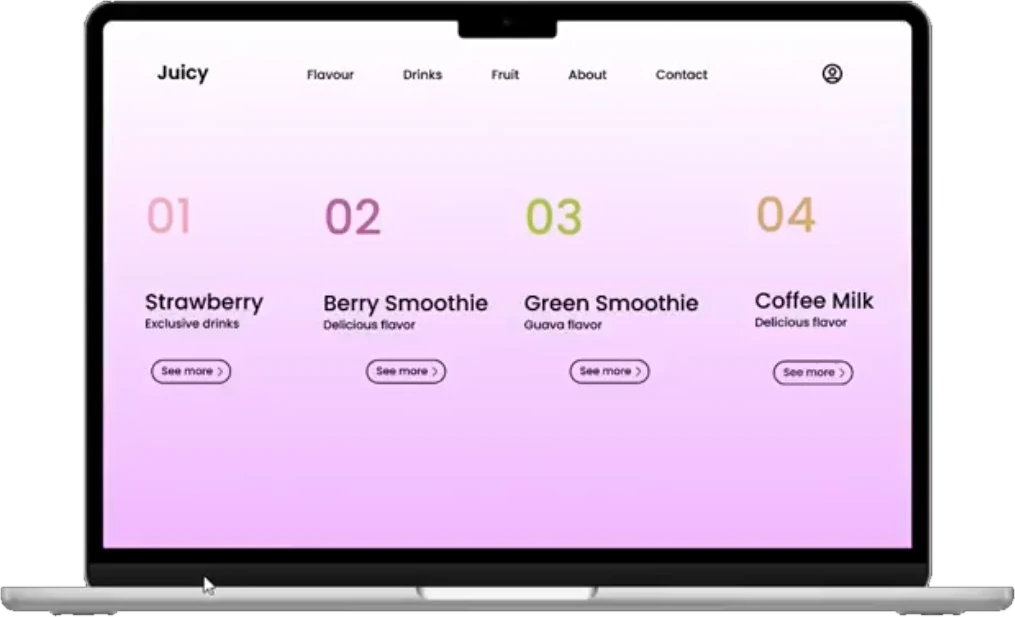 Juicy
Flavour Drinks Fruit About Contact
01 02 03 04
Strawberry Berry Smoothie Green Smoothie Coffee Milk
Exclusive drinks Delicious flavor Guava flavor Delicious flavor
See more > See more > See more > See more >